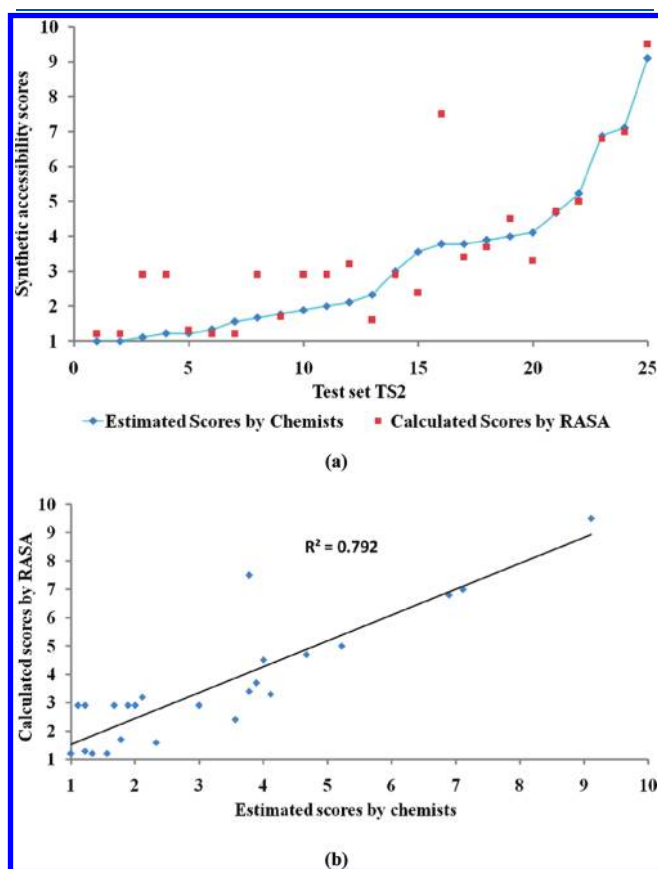 10
9
8
7
6
5
4
3
2
1
Synthetic accessibility scores
0 5 10 15 20 25
Test set TS2
Estimated Scores by Chemists Calculated Scores by RASA
(a)
10
9
8
7
6
5
4
3
2
1
Calculated scores by RASA
R² = 0.792
1 2 3 4 5 6 7 8 9 10
Estimated scores by chemists
(b)